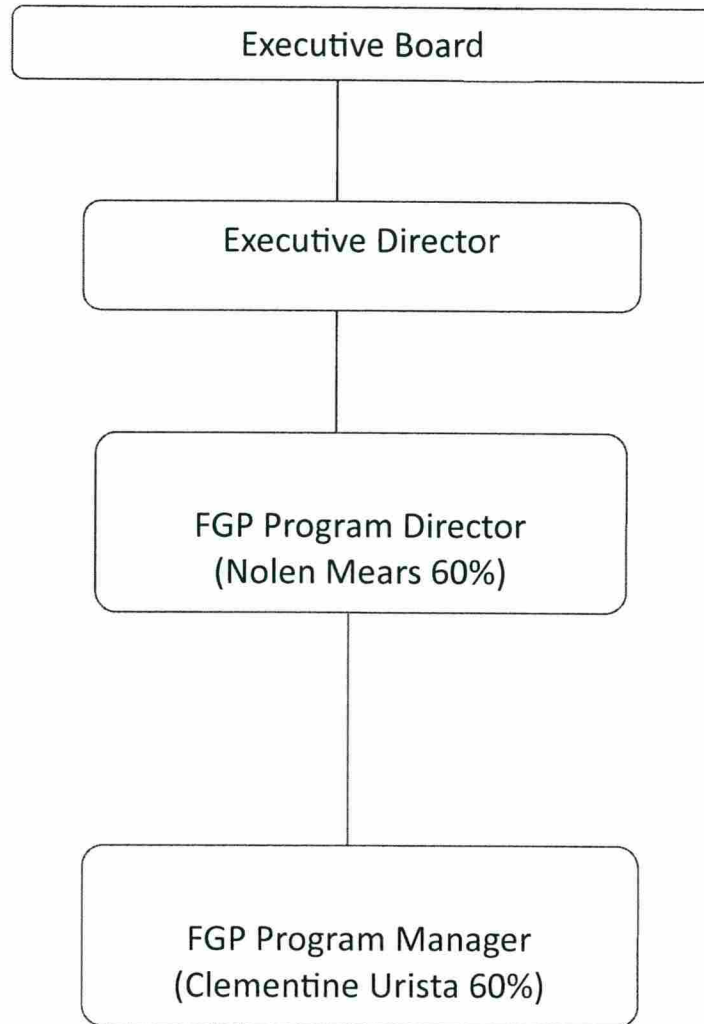 Executive Board
Executive Director
FGP Program Director
(Nolen Mears 60%)
FGP Program Manager
(Clementine Urista 60%)